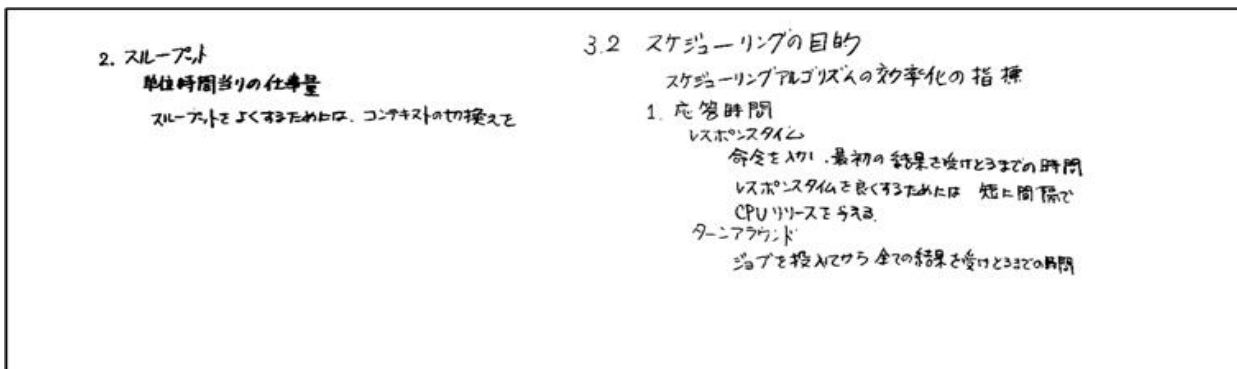 3.2 スケジューリングの目的
スケジューリングアルゴリズムの効率化の指標
1. 応答時間
レスポンスタイム
命令を入力し、最初の結果を受けとるまでの時間
レスポンスタイムを良くするためには 短い間隔で
CPUリソースを与える.
ターンアラウンド
ジョブを投入してから 全ての結果を受けとるまでの時間
2. スループット
単位時間当りの仕事量
スループットをよくするためには、コンテキストの切換えを